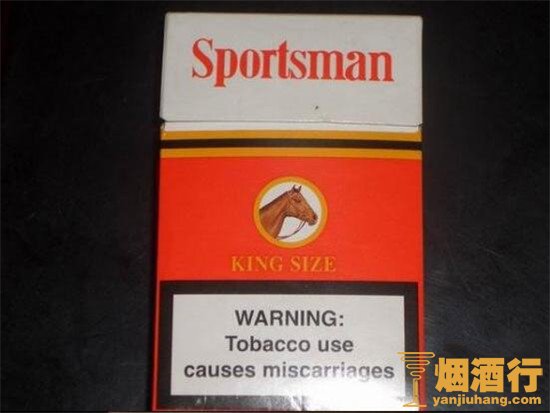 Sportsman
KING SIZE
WARNING:
Tobacco use
causes miscarriages
烟酒行
yanjiuhang.com